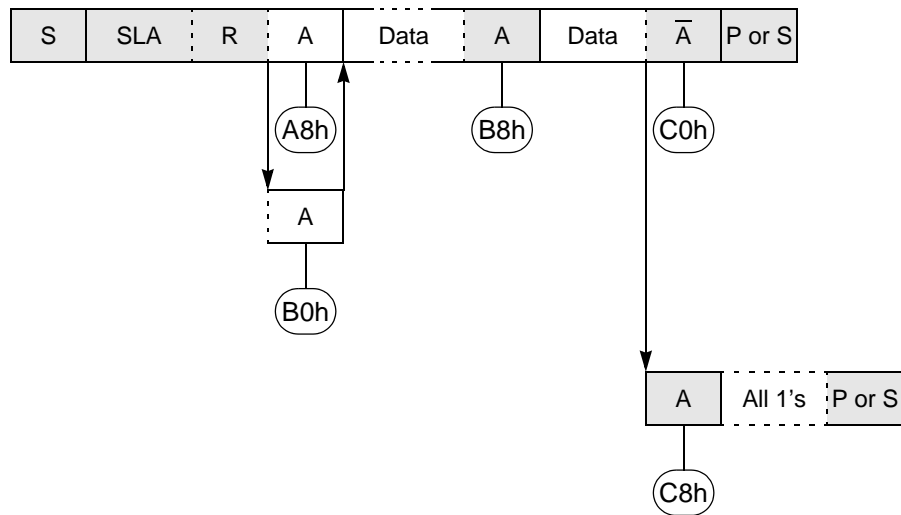 S SLA R A Data A Data A̅ P or S
A8h B8h C0h
A
B0h
A All 1's P or S
C8h